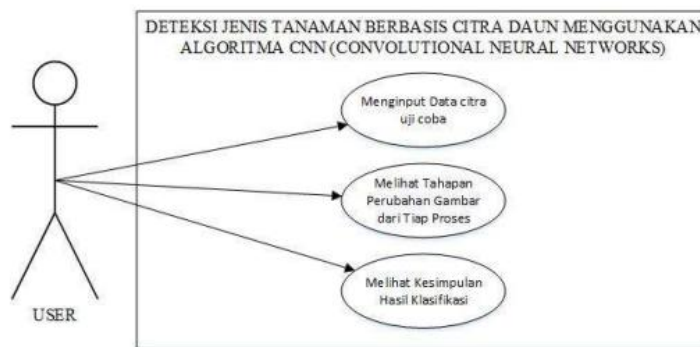 DETEKSI JENIS TANAMAN BERBASIS CITRA DAUN MENGGUNAKAN
ALGORITMA CNN (CONVOLUTIONAL NEURAL NETWORKS)
Menginput Data citra
uji coba
Melihat Tahapan
Perubahan Gambar
dari Tiap Proses
Melihat Kesimpulan
Hasil Klasifikasi
USER